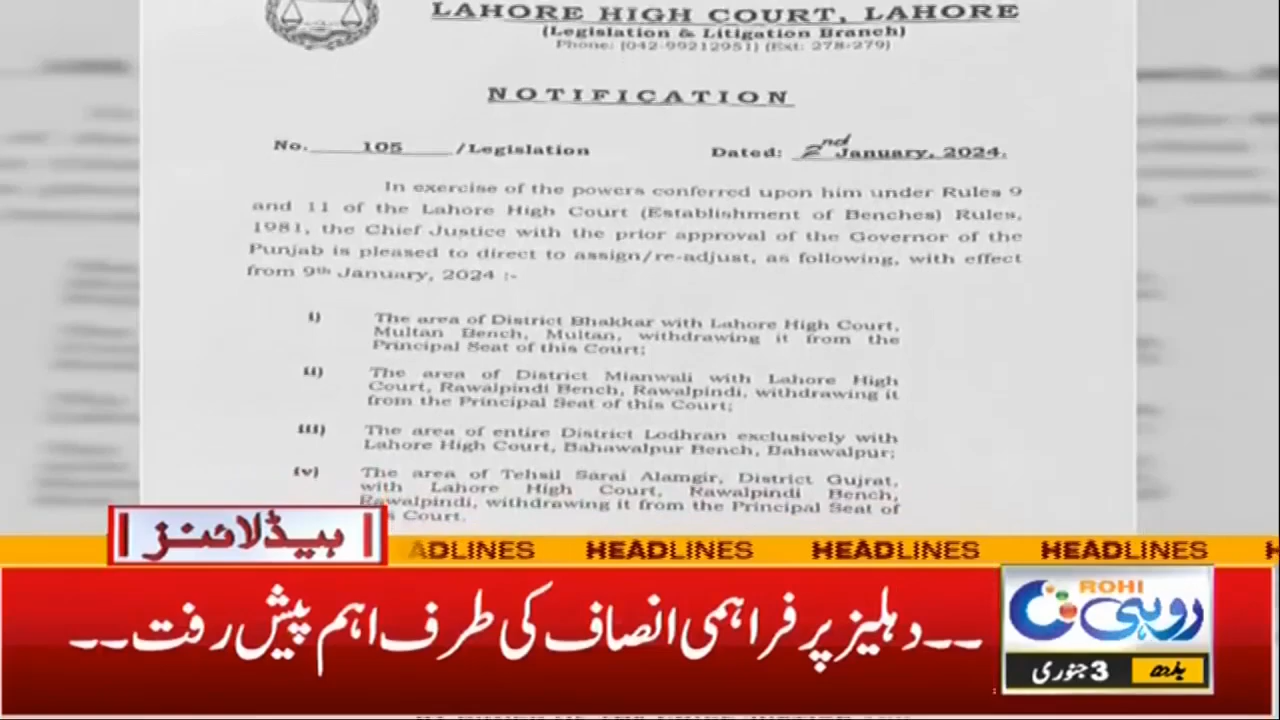 LAHORE HIGH COURT, LAHORE
(Legislation & Litigation Branch)
Phone: (042-99212951) (Ext: 278-279)
NOTIFICATION
No. 105 /Legislation Dated: 2nd January, 2024.
In exercise of the powers conferred upon him under Rules 9
and 11 of the Lahore High Court (Establishment of Benches) Rules,
1981, the Chief Justice with the prior approval of the Governor of the
Punjab is pleased to direct to assign/re-adjust, as following, with effect
from 9th January, 2024 :-
i) The area of District Bhakkar with Lahore High Court,
Multan Bench, Multan, withdrawing it from the
Principal Seat of this Court;
ii) The area of District Mianwali with Lahore High
Court, Rawalpindi Bench, Rawalpindi, withdrawing it
from the Principal Seat of this Court;
iii) The area of entire District Lodhran exclusively with
Lahore High Court, Bahawalpur Bench, Bahawalpur;
iv) The area of Tehsil Sarai Alamgir, District Gujrat,
with Lahore High Court, Rawalpindi Bench,
Rawalpindi, withdrawing it from the Principal Seat of
s Court.
ہیڈلائنز
ADLINES HEADLINES HEADLINES HEADLINES
۔۔دہلیز پر فراہمی انصاف کی طرف اہم پیش رفت۔۔
ROHI
روہی
بدھ 3 جنوری